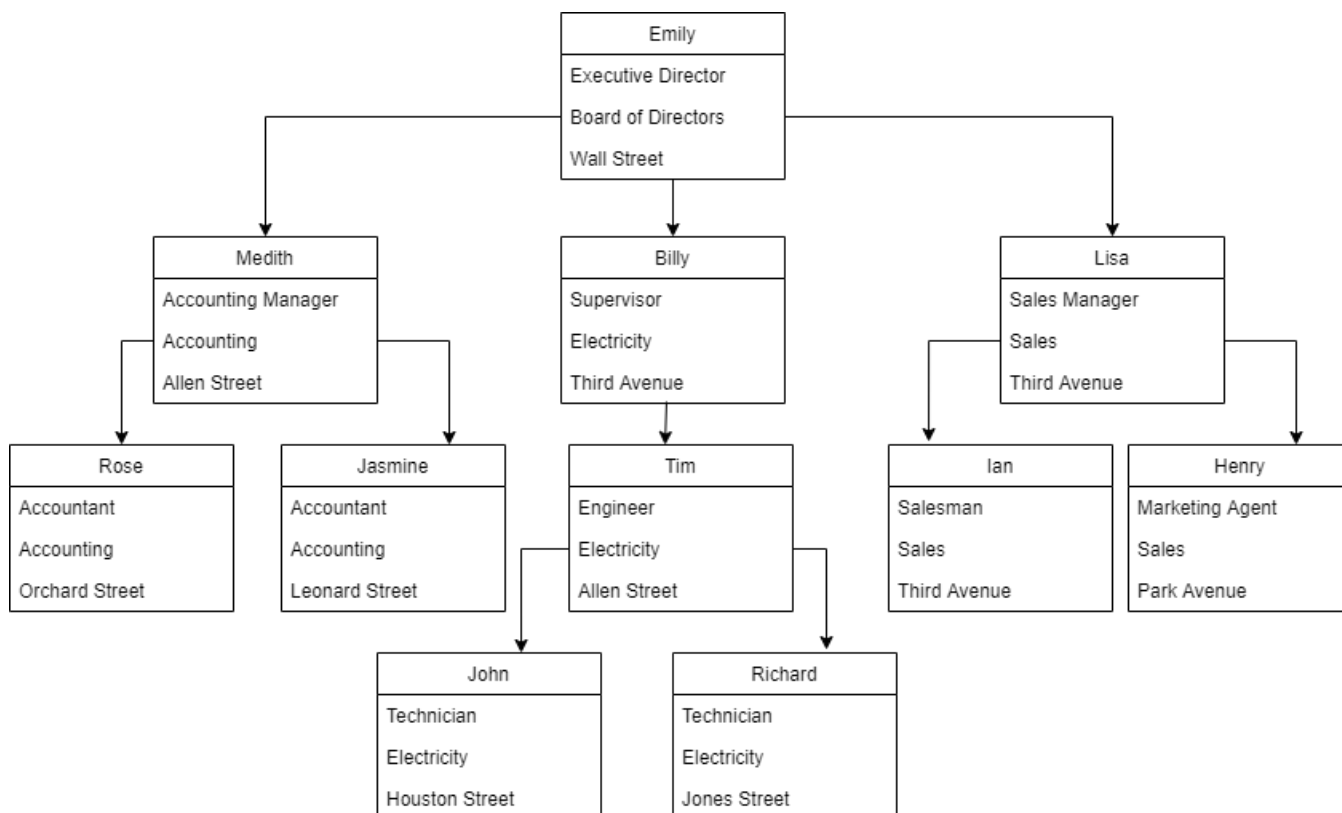 Emily
Executive Director
Board of Directors
Wall Street
Medith
Accounting Manager
Accounting
Allen Street
Billy
Supervisor
Electricity
Third Avenue
Lisa
Sales Manager
Sales
Third Avenue
Rose
Accountant
Accounting
Orchard Street
Jasmine
Accountant
Accounting
Leonard Street
Tim
Engineer
Electricity
Allen Street
Ian
Salesman
Sales
Third Avenue
Henry
Marketing Agent
Sales
Park Avenue
John
Technician
Electricity
Houston Street
Richard
Technician
Electricity
Jones Street